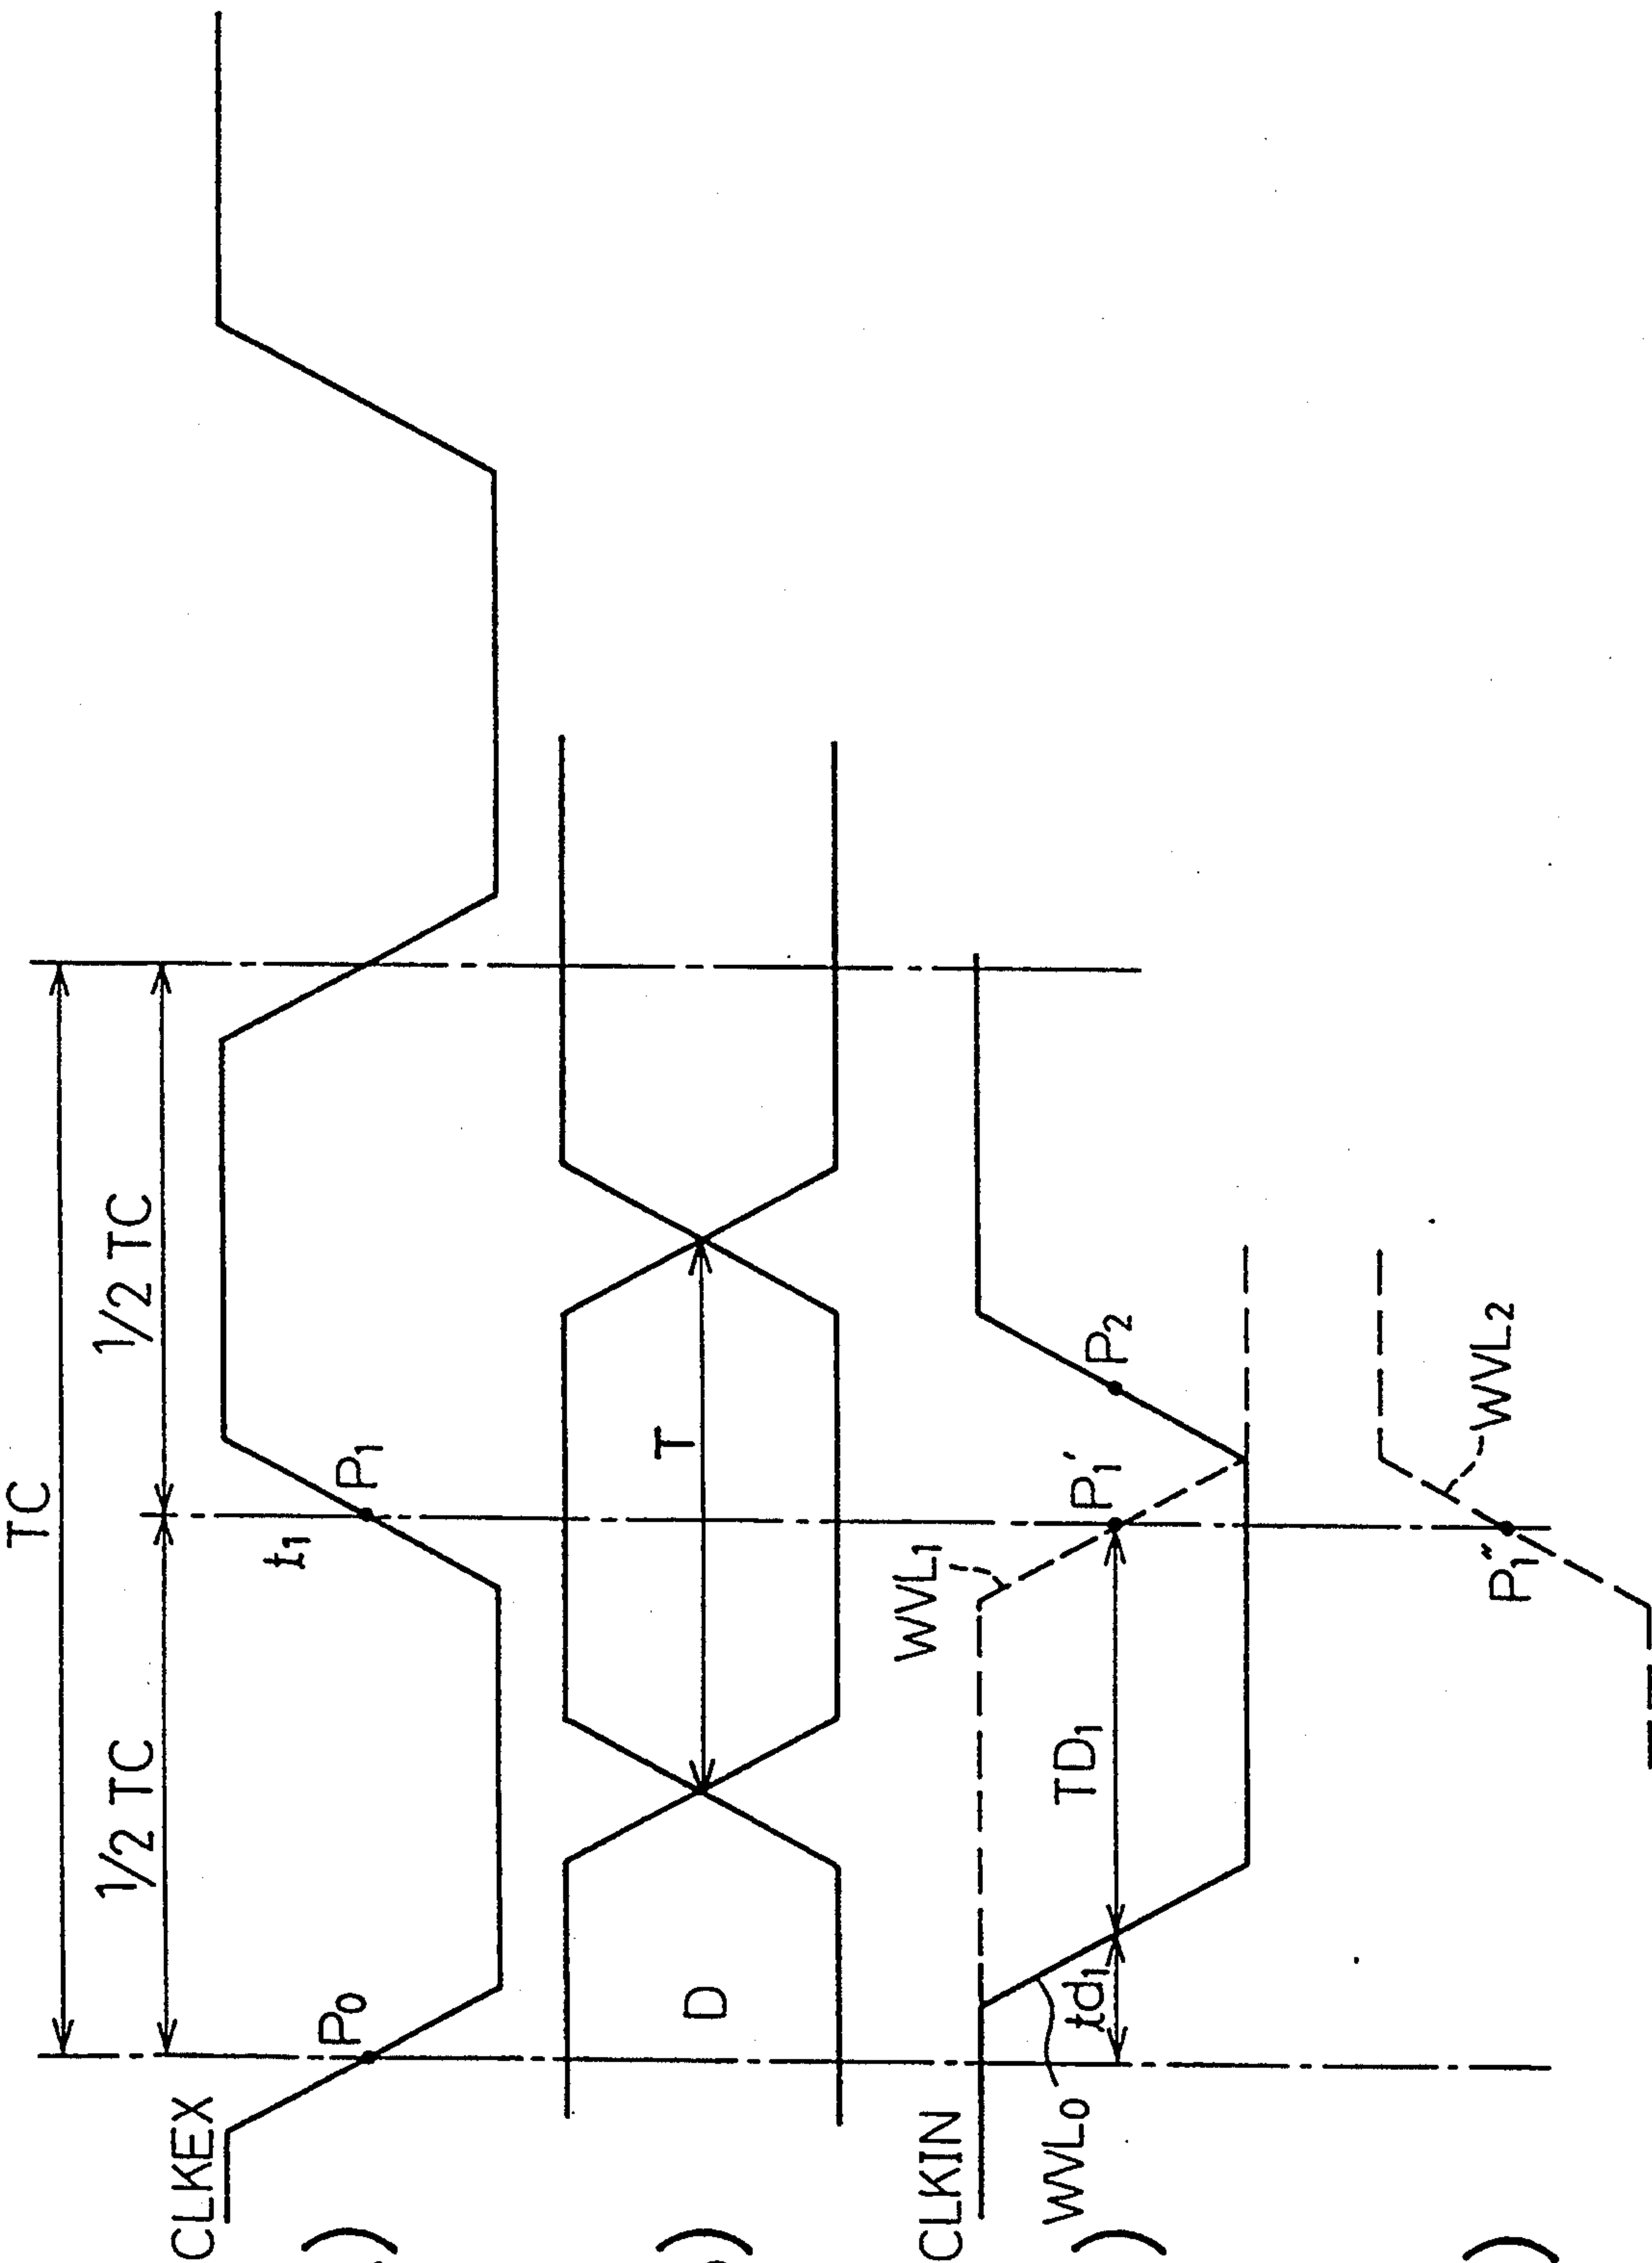 TC
1/2 TC
1/2 TC
CLKEX
P₀
t₁
P₁
D
T
CLKIN
WVL₀
td₁
TD₁
WVL₁
P₁'
P₂
P₁"
WVL₂